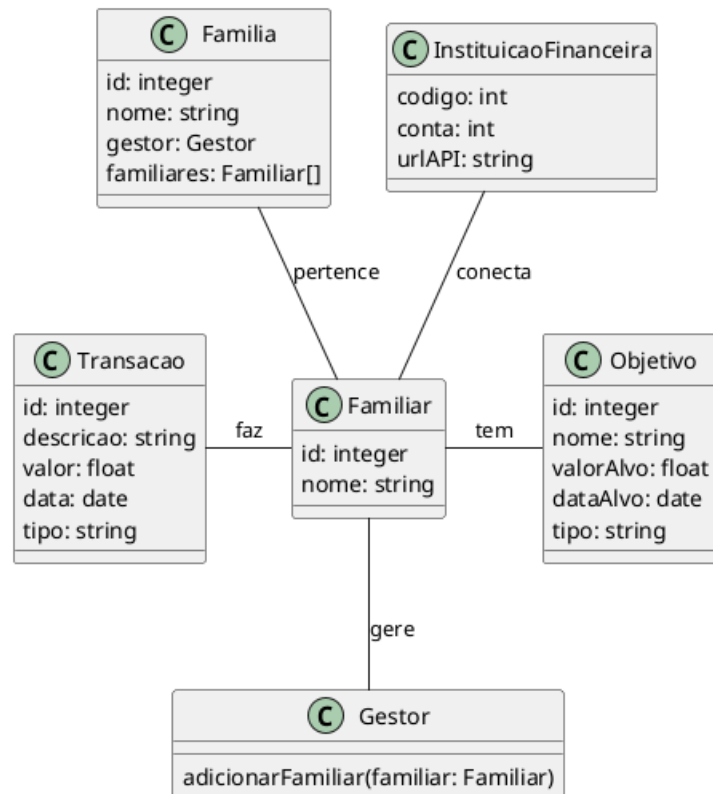 C Familia
id: integer
nome: string
gestor: Gestor
familiares: Familiar[]
C InstituicaoFinanceira
codigo: int
conta: int
urlAPI: string
pertence
conecta
C Transacao
id: integer
descricao: string
valor: float
data: date
tipo: string
faz
C Familiar
id: integer
nome: string
tem
C Objetivo
id: integer
nome: string
valorAlvo: float
dataAlvo: date
tipo: string
gere
C Gestor
adicionarFamiliar(familiar: Familiar)